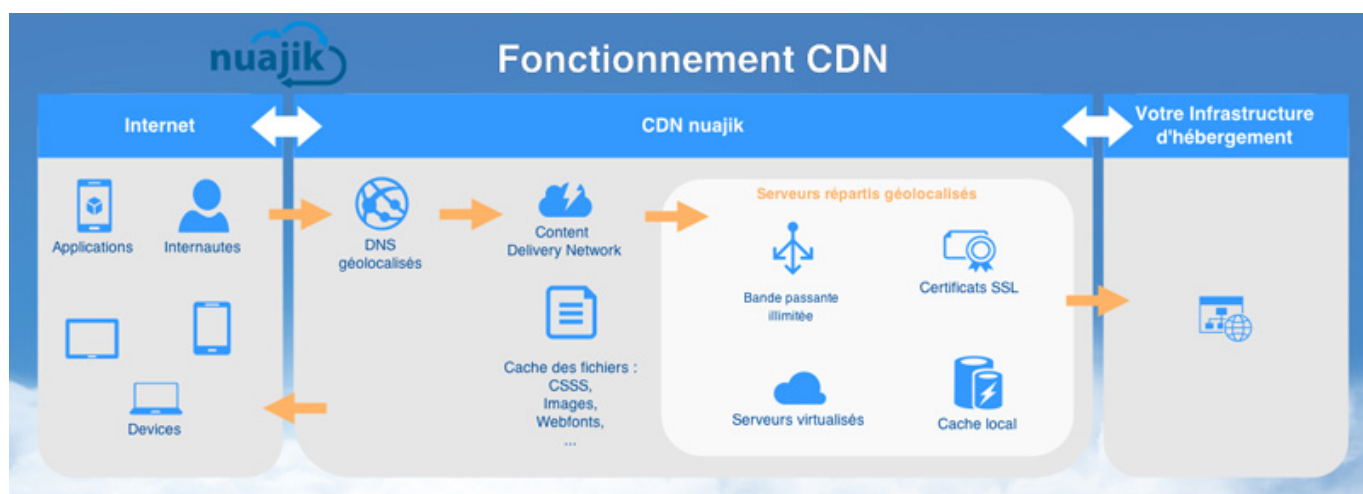 nuajik
Fonctionnement CDN
Internet
CDN nuajik
Votre Infrastructure
d'hébergement
Applications
Internautes
Devices
DNS
géolocalisés
Content
Delivery Network
Cache des fichiers :
CSSS,
Images,
Webfonts,
...
Serveurs répartis géolocalisés
Bande passante
illimitée
Certificats SSL
Serveurs virtualisés
Cache local